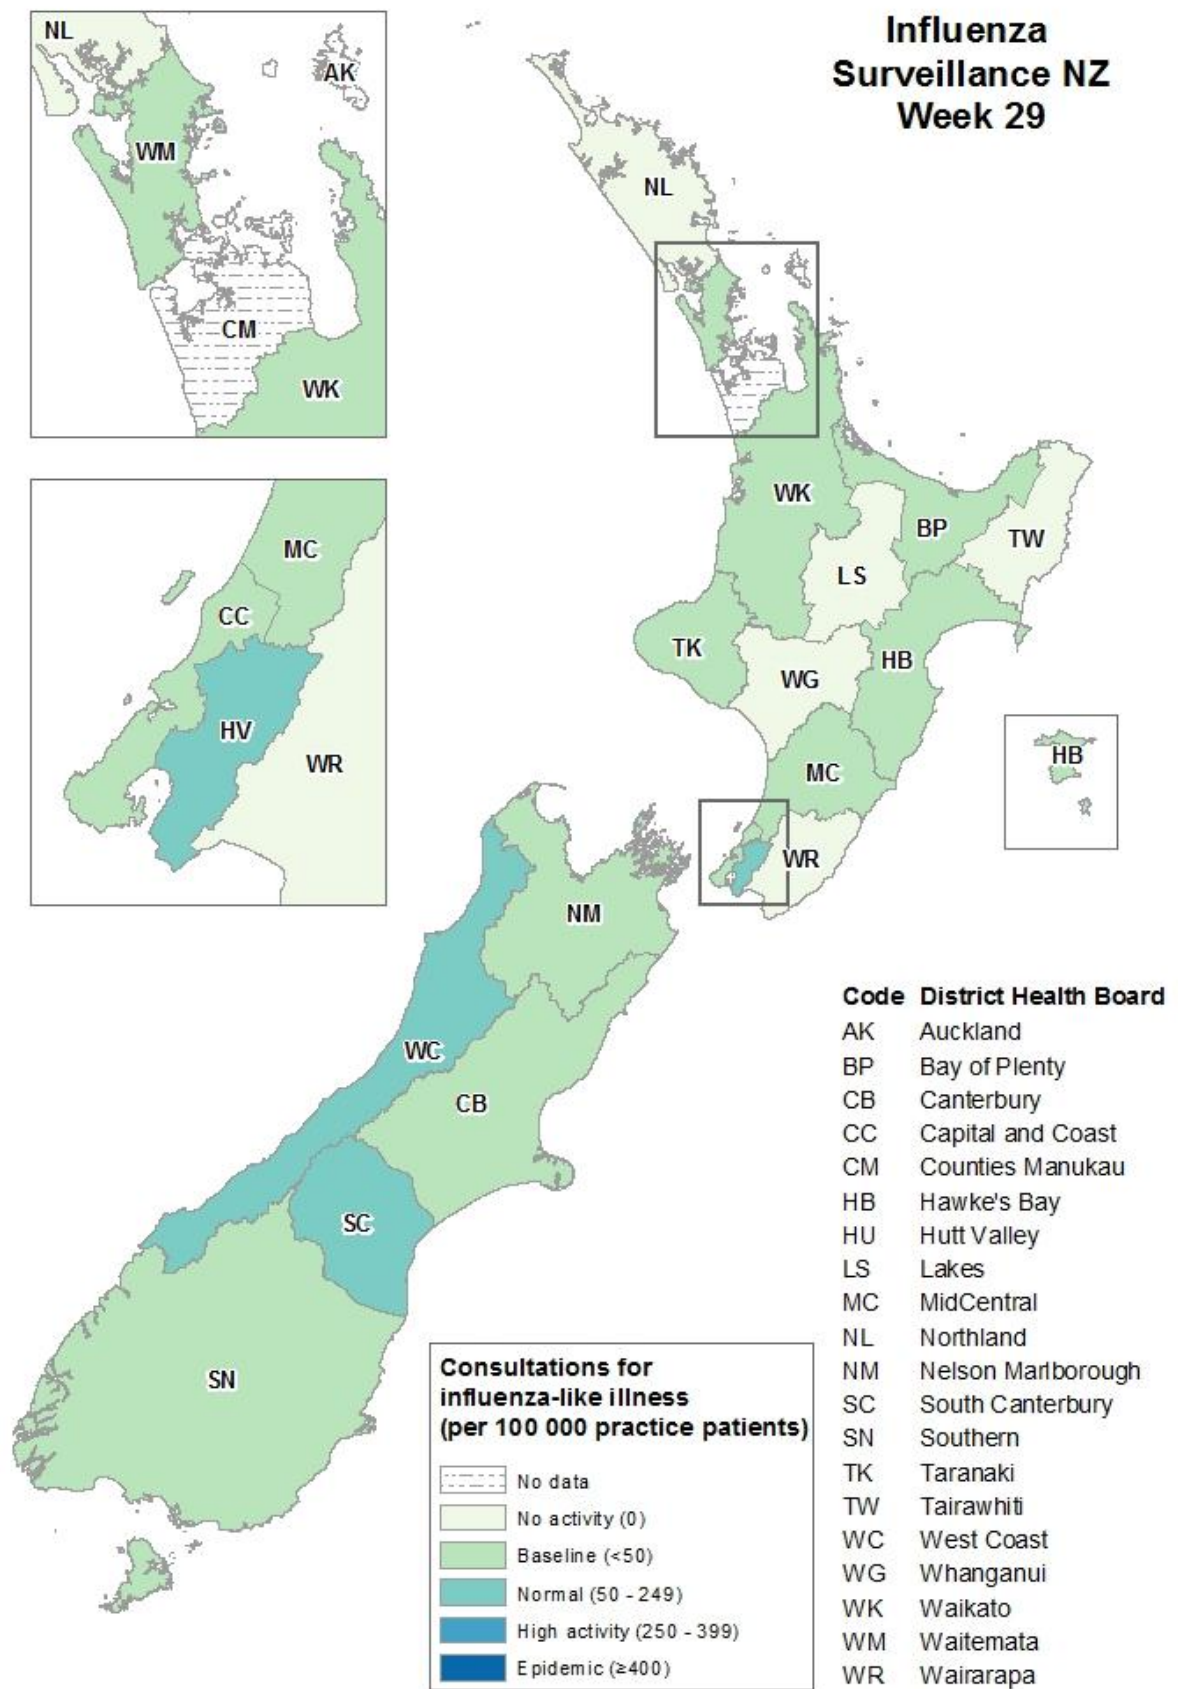 Influenza
Surveillance NZ
Week 29
NL
AK
WM
CM
WK
MC
CC
HV
WR
NL
WK
BP
TW
LS
TK
HB
WG
MC
WR
HB
NM
WC
CB
SC
SN
Consultations for
influenza-like illness
(per 100 000 practice patients)
No data
No activity (0)
Baseline (<50)
Normal (50 - 249)
High activity (250 - 399)
Epidemic (≥400)
Code District Health Board
AK Auckland
BP Bay of Plenty
CB Canterbury
CC Capital and Coast
CM Counties Manukau
HB Hawke's Bay
HU Hutt Valley
LS Lakes
MC MidCentral
NL Northland
NM Nelson Marlborough
SC South Canterbury
SN Southern
TK Taranaki
TW Tairawhiti
WC West Coast
WG Whanganui
WK Waikato
WM Waitemata
WR Wairarapa